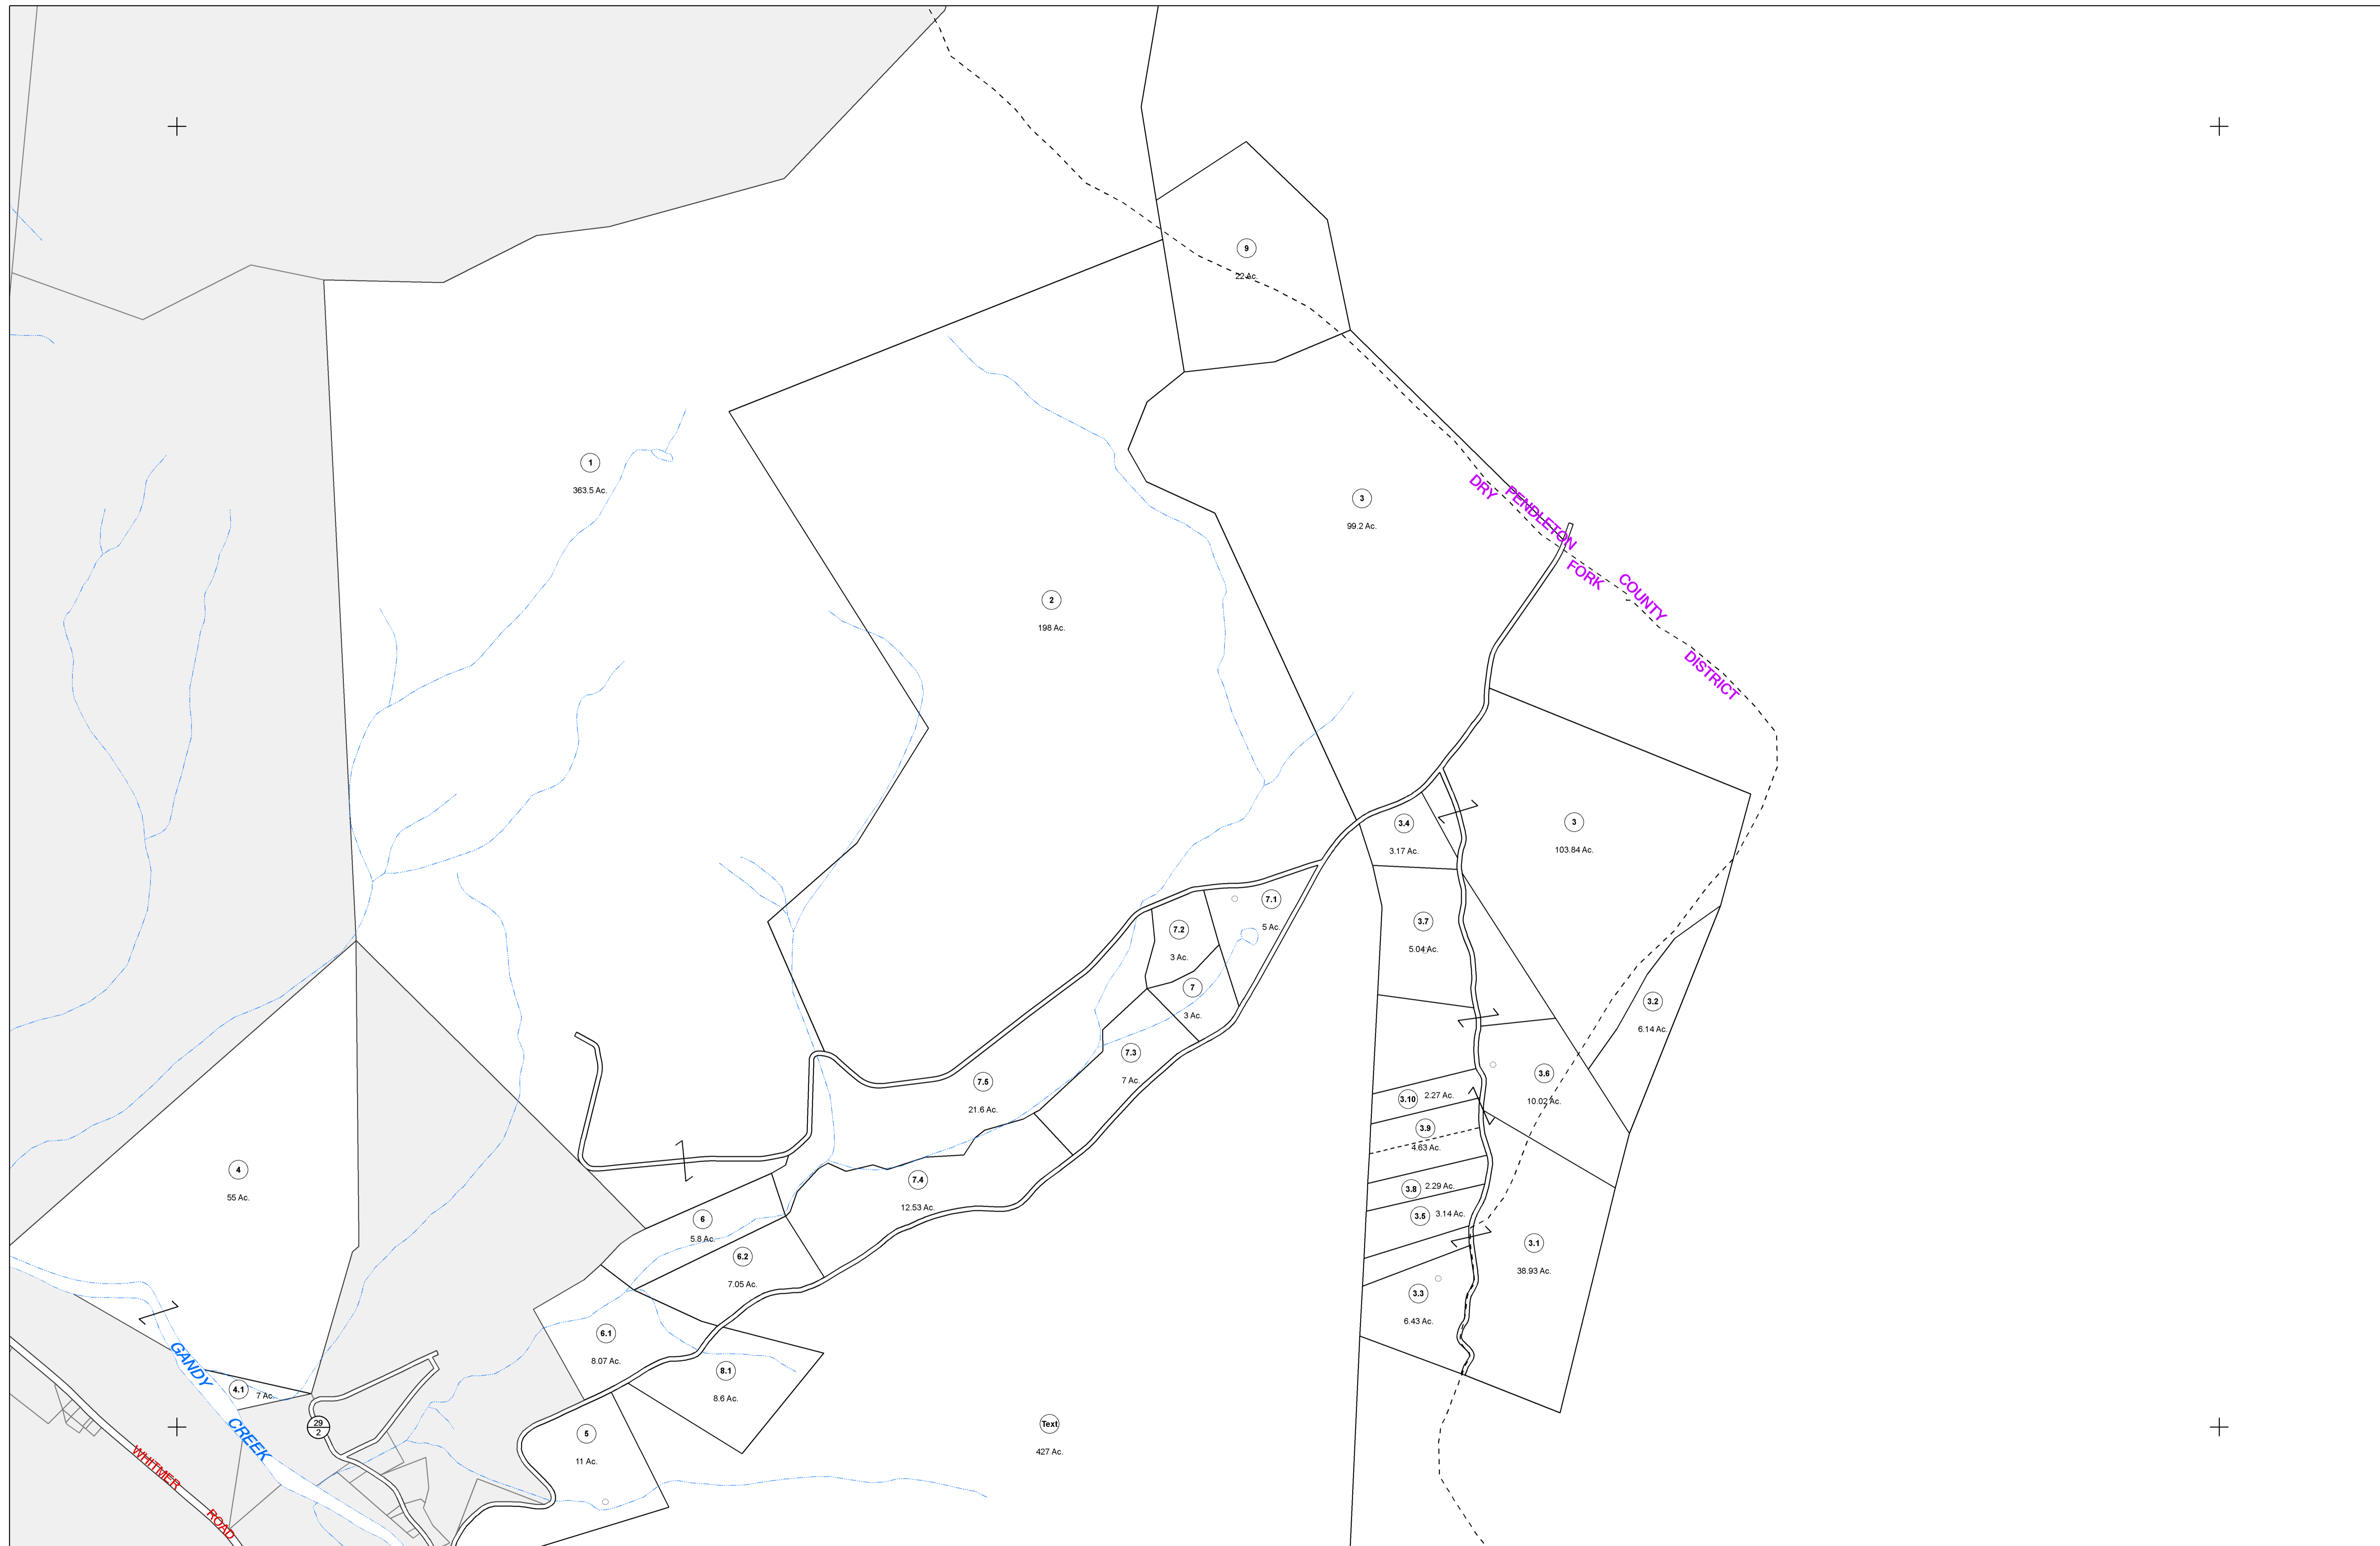 9
22 Ac.
1
363.5 Ac.
3
99.2 Ac.
DRY
PENDLETON
FORK
COUNTY
DISTRICT
2
198 Ac.
3.4
3.17 Ac.
3
103.84 Ac.
7.1
5 Ac.
7.2
3 Ac.
3.7
5.04 Ac.
7
3 Ac.
3.2
6.14 Ac.
7.3
7 Ac.
7.5
21.6 Ac.
3.6
10.02 Ac.
3.10 2.27 Ac.
3.9
4.63 Ac.
4
55 Ac.
7.4
12.53 Ac.
3.8 2.29 Ac.
6
5.8 Ac.
3.5 3.14 Ac.
6.2
7.05 Ac.
3.1
38.93 Ac.
3.3
6.43 Ac.
6.1
8.07 Ac.
8.1
8.6 Ac.
GANDY
CREEK
4.1 7 Ac.
29
2
5
11 Ac.
Text
427 Ac.
WHITMER
ROAD